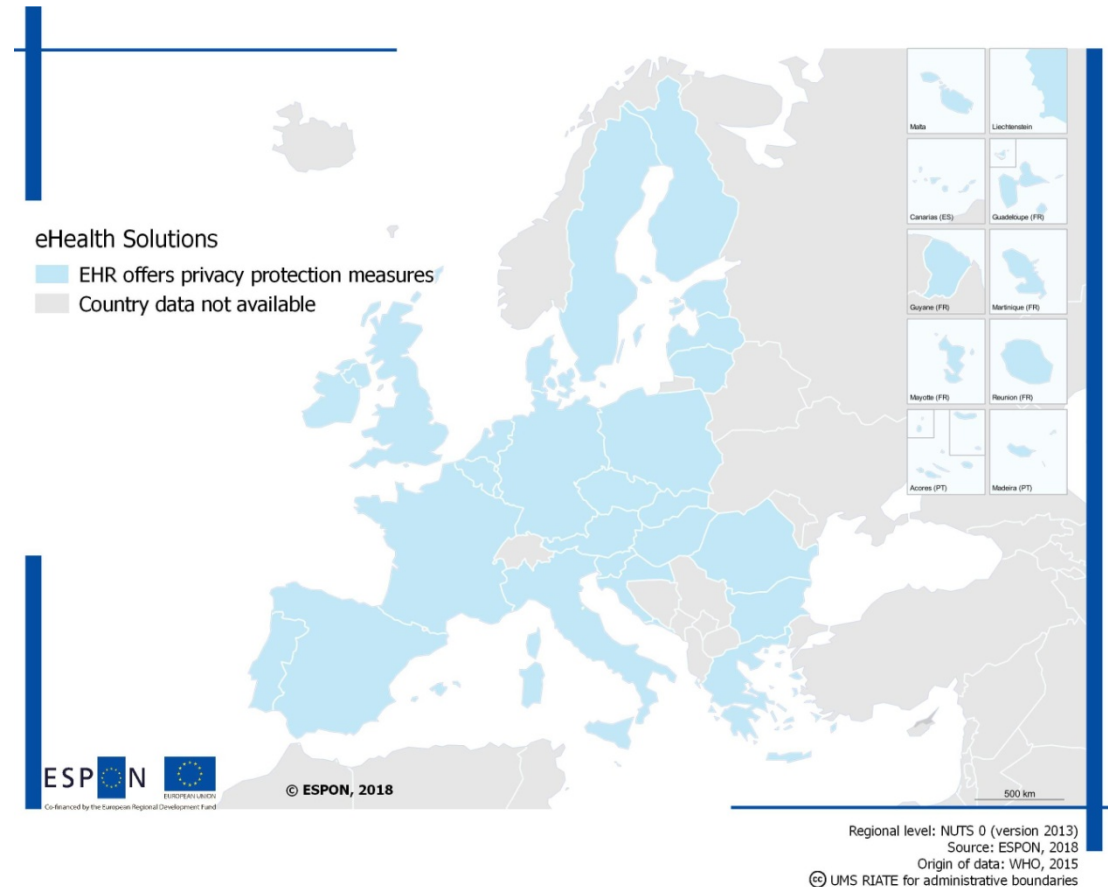 eHealth Solutions
EHR offers privacy protection measures
Country data not available
Malta
Liechtenstein
Canarias (ES)
Guadeloupe (FR)
Guyane (FR)
Martinique (FR)
Mayotte (FR)
Reunion (FR)
Acores (PT)
Madeira (PT)
ESPON
EUROPEAN UNION
Co-financed by the European Regional Development Fund
© ESPON, 2018
500 km
Regional level: NUTS 0 (version 2013)
Source: ESPON, 2018
Origin of data: WHO, 2015
cc UMS RIATE for administrative boundaries